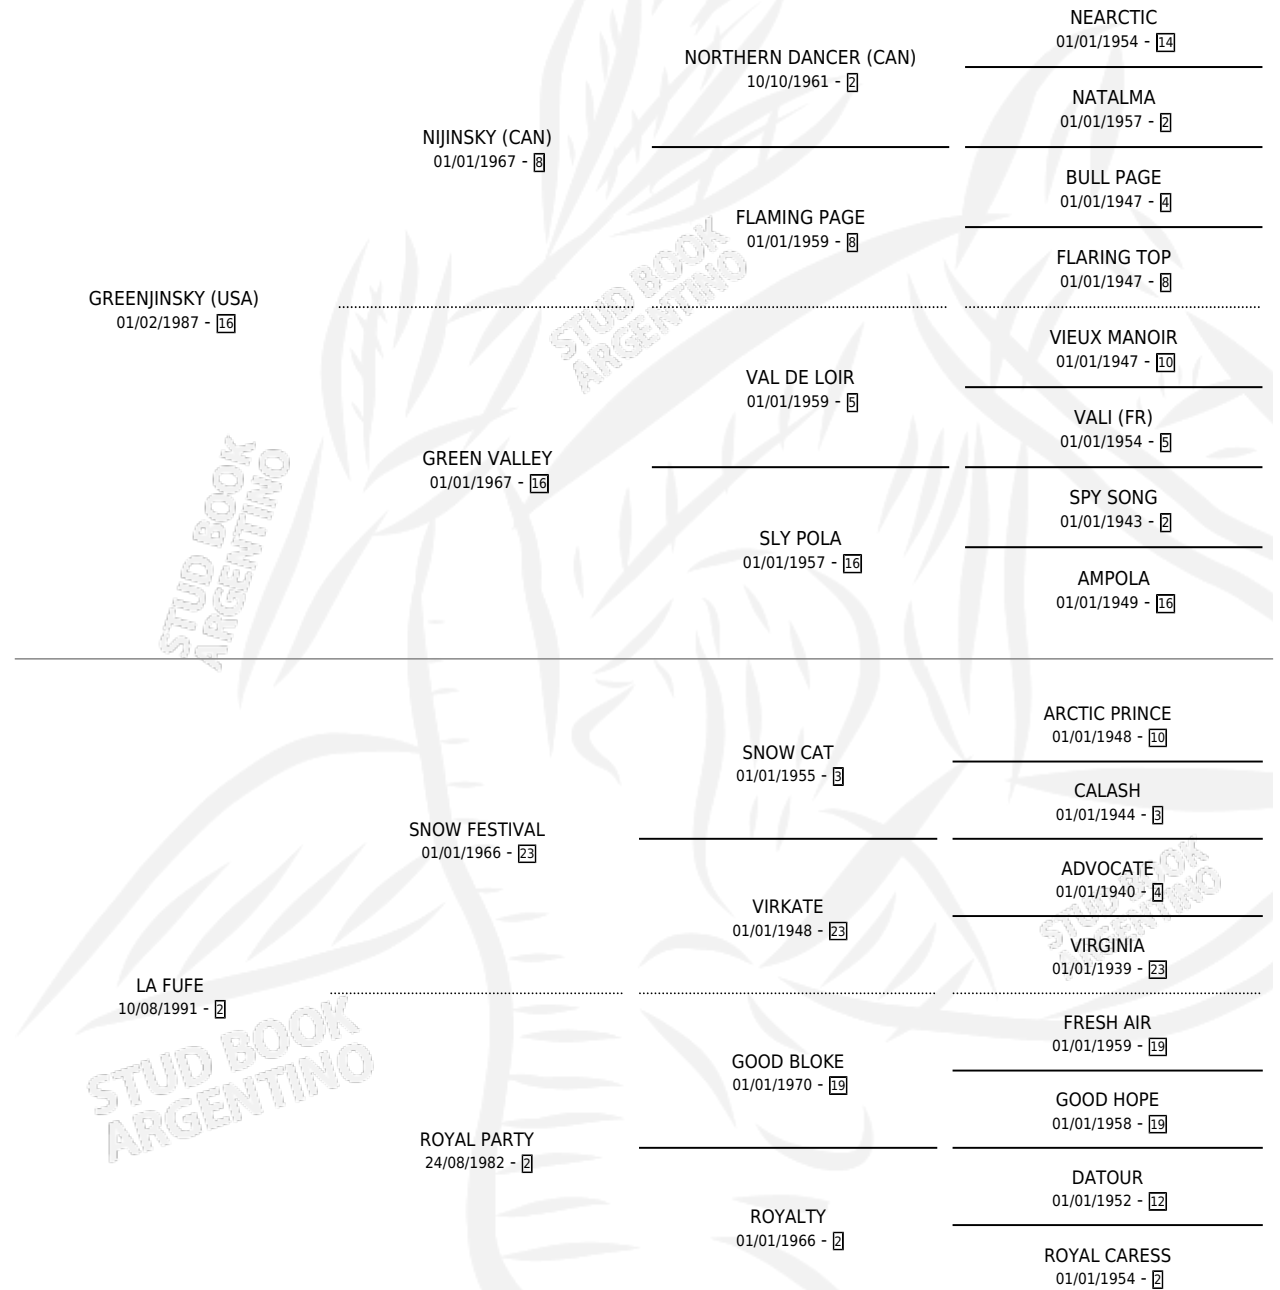 NEARCTIC
01/01/1954 - 14
NORTHERN DANCER (CAN)
10/10/1961 - 2
NATALMA
01/01/1957 - 2
NIJINSKY (CAN)
01/01/1967 - 8
BULL PAGE
01/01/1947 - 4
FLAMING PAGE
01/01/1959 - 8
FLARING TOP
01/01/1947 - 8
GREENJINSKY (USA)
01/02/1987 - 16
STUD BOOK
ARGENTINO
VIEUX MANOIR
01/01/1947 - 10
VAL DE LOIR
01/01/1959 - 5
VALI (FR)
01/01/1954 - 5
GREEN VALLEY
01/01/1967 - 16
SPY SONG
01/01/1943 - 2
SLY POLA
01/01/1957 - 16
AMPOLA
01/01/1949 - 16
STUD BOOK
ARGENTINO
ARCTIC PRINCE
01/01/1948 - 10
SNOW CAT
01/01/1955 - 3
CALASH
01/01/1944 - 3
SNOW FESTIVAL
01/01/1966 - 23
ADVOCATE
01/01/1940 - 4
VIRKATE
01/01/1948 - 23
STUD BOOK
ARGENTINO
VIRGINIA
01/01/1939 - 23
LA FUFE
10/08/1991 - 2
FRESH AIR
01/01/1959 - 19
GOOD BLOKE
01/01/1970 - 19
GOOD HOPE
01/01/1958 - 19
STUD BOOK
ARGENTINO
ROYAL PARTY
24/08/1982 - 2
DATOUR
01/01/1952 - 12
ROYALTY
01/01/1966 - 2
ROYAL CARESS
01/01/1954 - 2